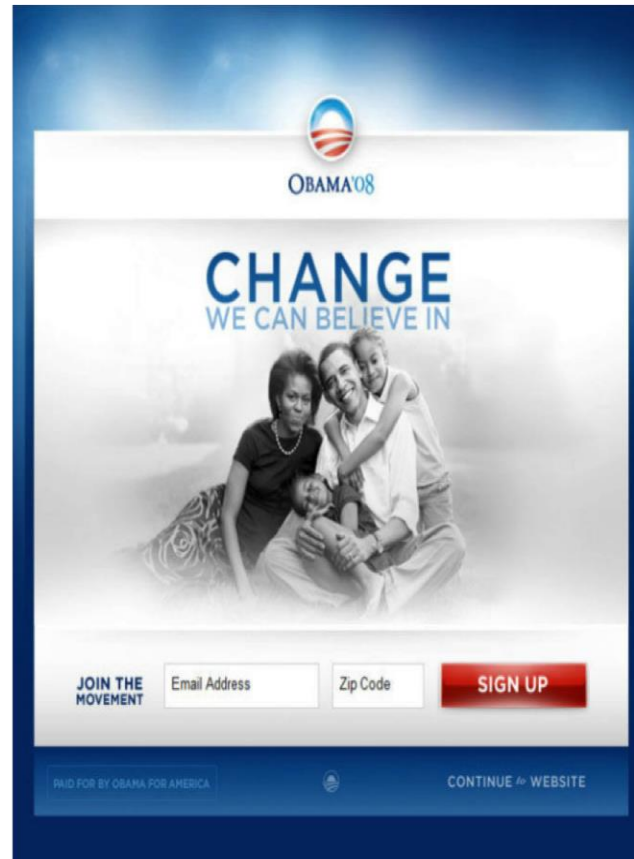 OBAMA'08
CHANGE
WE CAN BELIEVE IN
JOIN THE
MOVEMENT
Email Address
Zip Code
SIGN UP
PAID FOR BY OBAMA FOR AMERICA
CONTINUE to WEBSITE